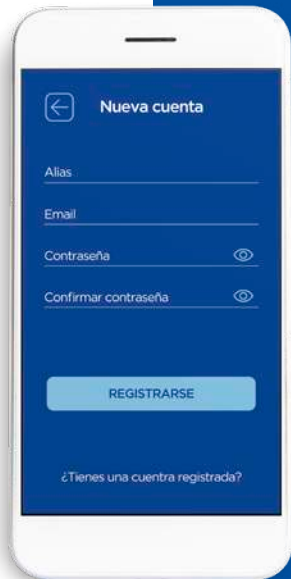 Nueva cuenta
Alias
Email
Contraseña
Confirmar contraseña
REGISTRARSE
¿Tienes una cuentra registrada?